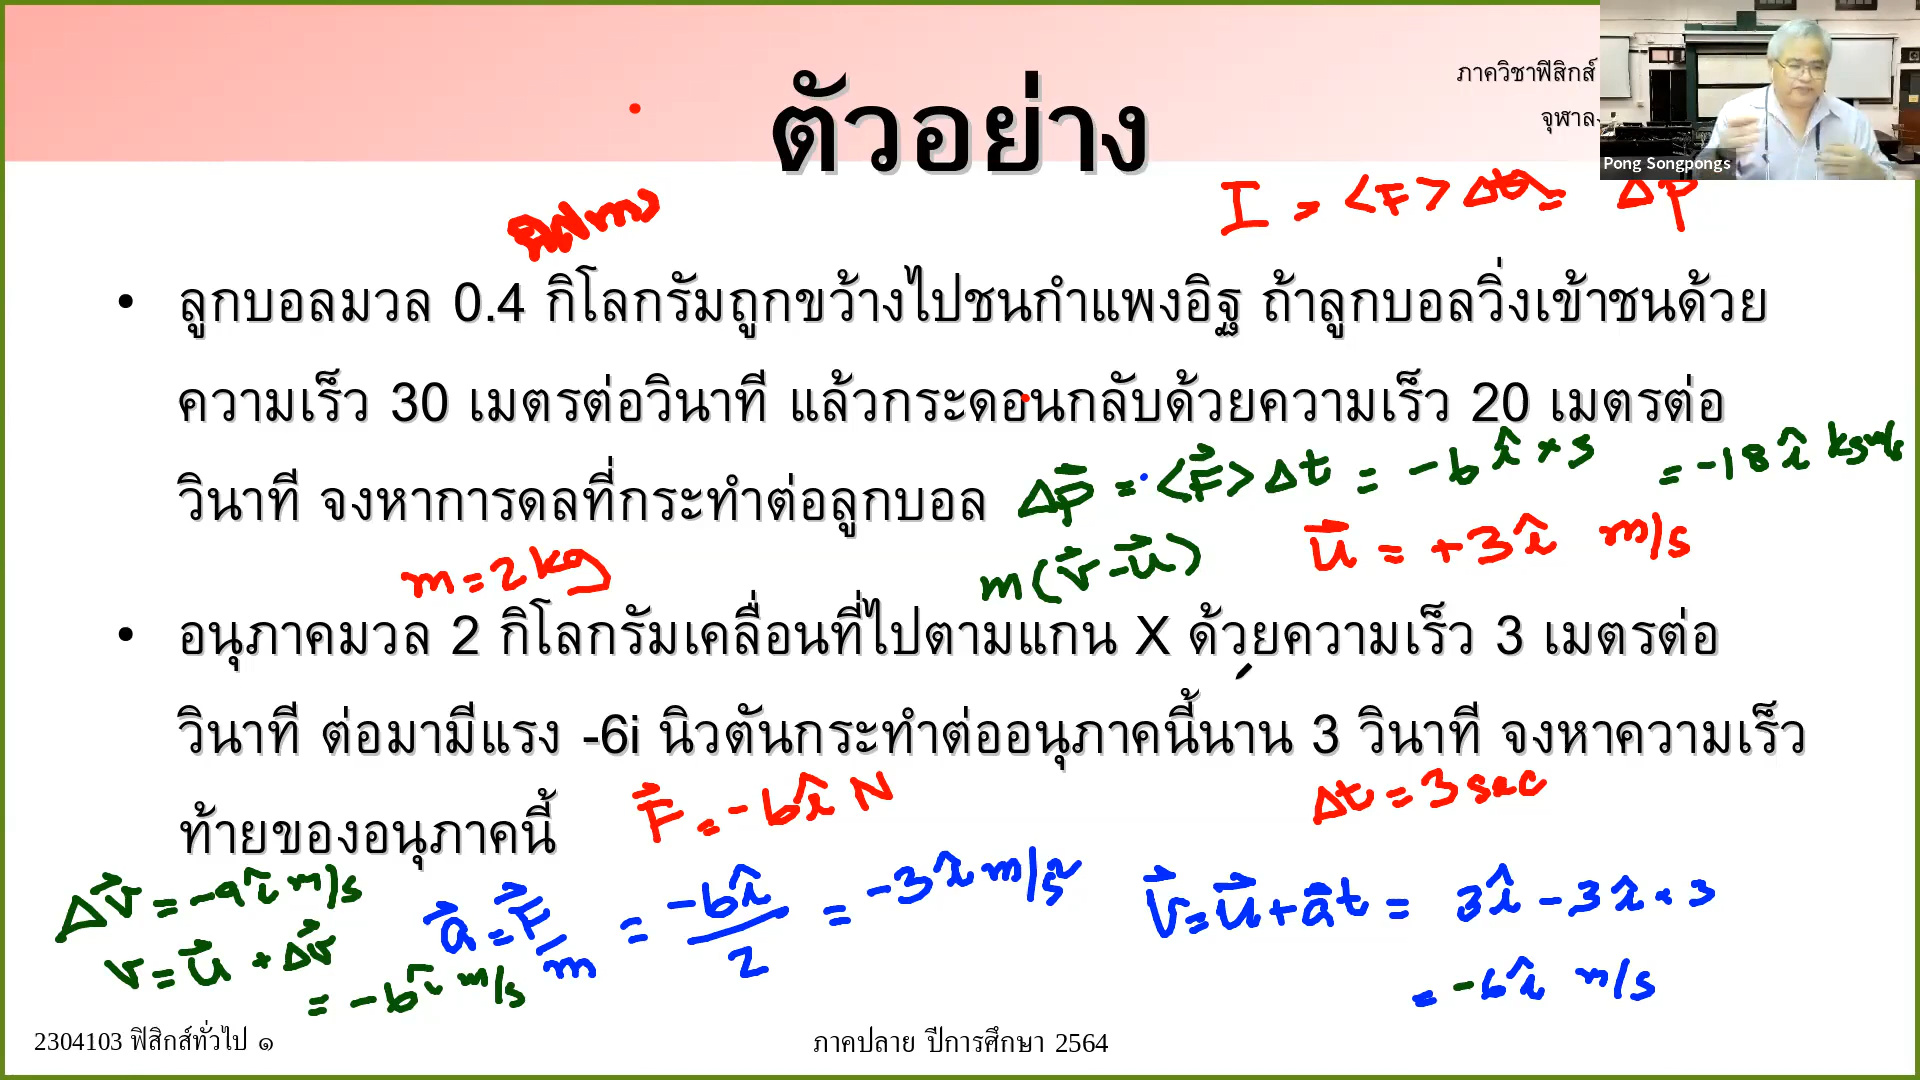 ตัวอย่าง
ภาควิชาฟิสิกส์
จุฬาลง
Pong Songpongs
I = <F> Δt = Δp
• ลูกบอลมวล 0.4 กิโลกรัมถูกขว้างไปชนกำแพงอิฐ ถ้าลูกบอลวิ่งเข้าชนด้วย
ความเร็ว 30 เมตรต่อวินาที แล้วกระดอนกลับด้วยความเร็ว 20 เมตรต่อ
วินาที จงหาการดลที่กระทำต่อลูกบอล
Δp⃗ = <F⃗> Δt = -6î × 3 = -18î kg m/s
m = 2 kg
m(v⃗ - u⃗)
u⃗ = +3î m/s
• อนุภาคมวล 2 กิโลกรัมเคลื่อนที่ไปตามแกน X ด้วยความเร็ว 3 เมตรต่อ
วินาที ต่อมามีแรง -6i นิวตันกระทำต่ออนุภาคนี้นาน 3 วินาที จงหาความเร็ว
ท้ายของอนุภาคนี้
F⃗ = -6î N
Δt = 3 sec
Δv⃗ = -9î m/s
v = u⃗ + Δv⃗
= -6î m/s
a⃗ = F⃗/m = -6î/2 = -3î m/s²
v⃗ = u⃗ + a⃗t = 3î - 3î × 3
= -6î m/s
2304103 ฟิสิกส์ทั่วไป ๑
ภาคปลาย ปีการศึกษา 2564